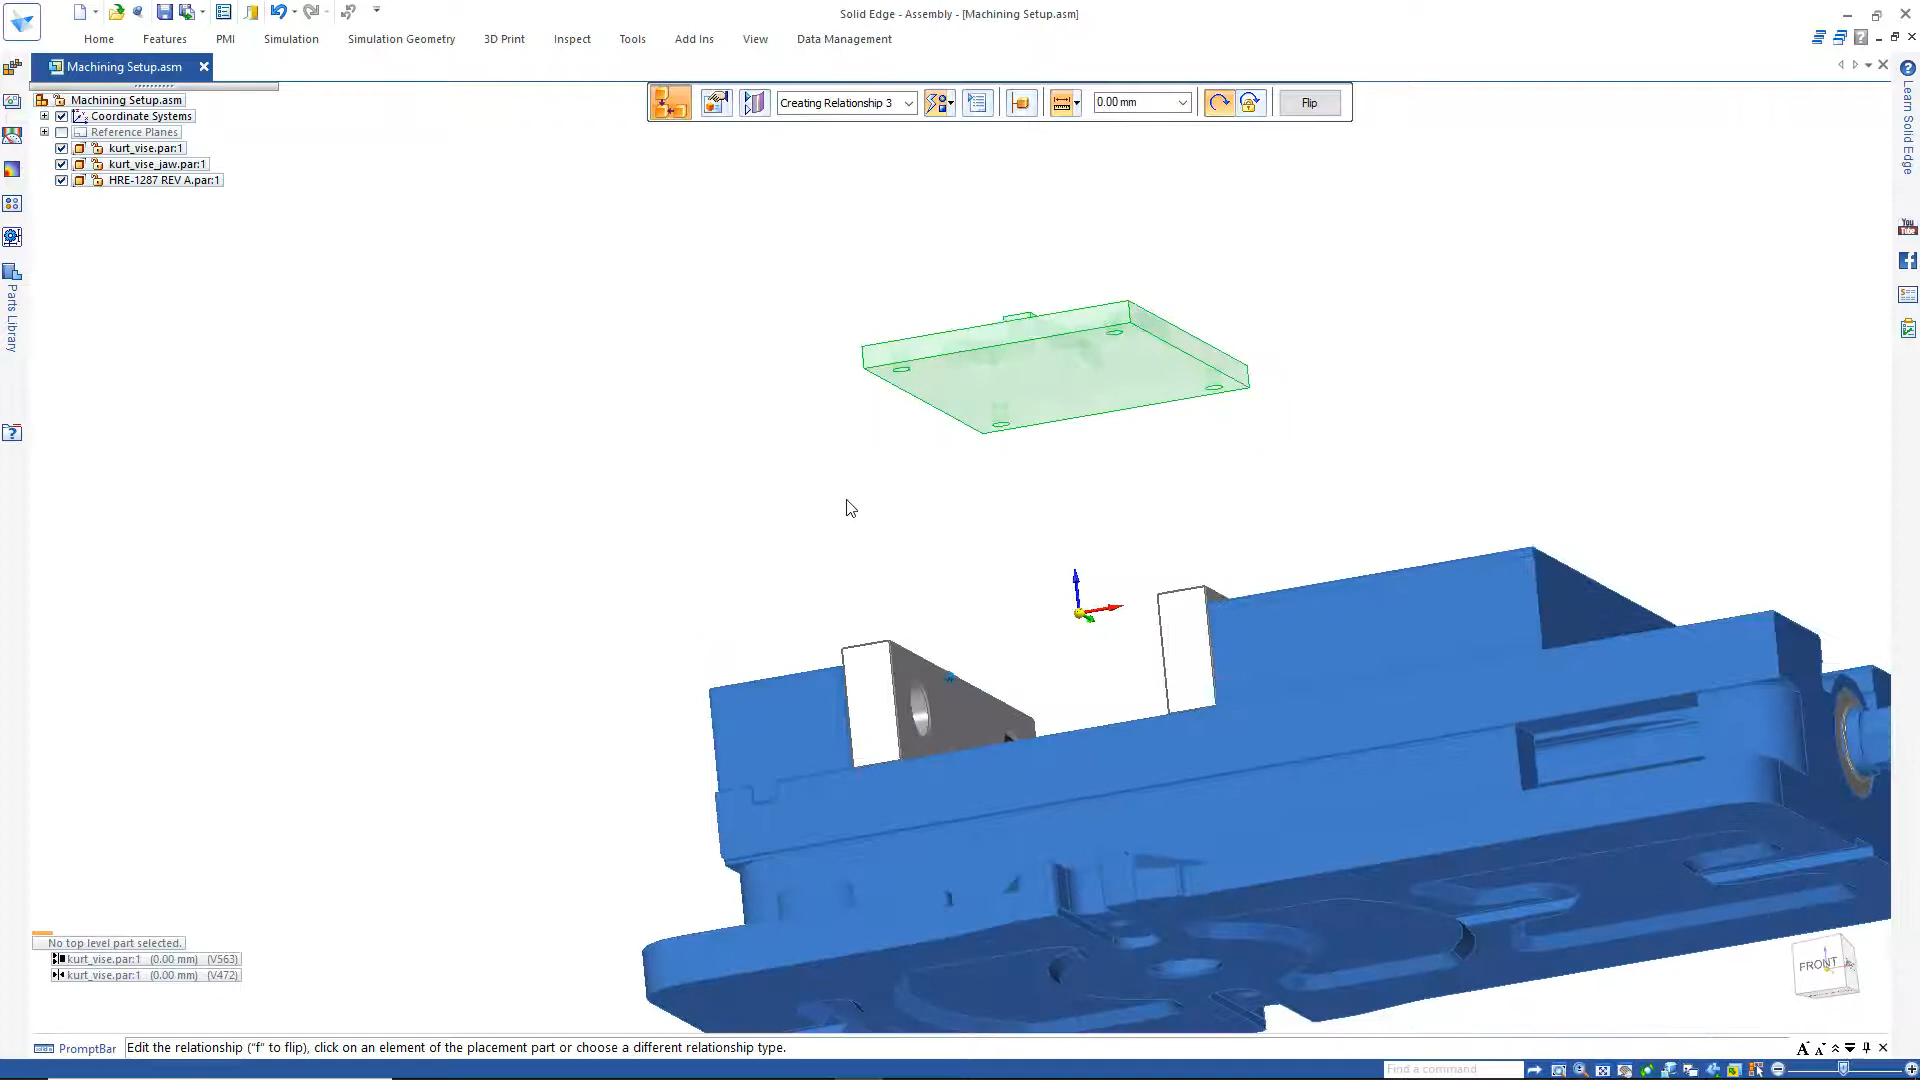 Solid Edge - Assembly - [Machining Setup.asm]
Home
Features
PMI
Simulation
Simulation Geometry
3D Print
Inspect
Tools
Add Ins
View
Data Management
Machining Setup.asm
Creating Relationship 3
0.00 mm
Flip
Machining Setup.asm
Coordinate Systems
Reference Planes
kurt_vise.par:1
kurt_vise_jaw.par:1
HRE-1287 REV A.par:1
Learn Solid Edge
You
Tube
Parts Library
FRONT
No top level part selected.
kurt_vise.par:1 (0.00 mm) (V563)
kurt_vise.par:1 (0.00 mm) (V472)
PromptBar
Edit the relationship ("f" to flip), click on an element of the placement part or choose a different relationship type.
Find a command